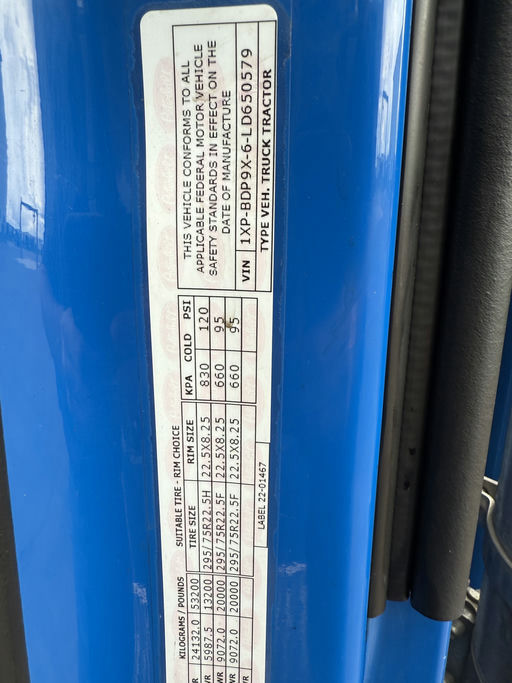 KILOGRAMS / POUNDS SUITABLE TIRE - RIM CHOICE
R 24132.0 53200 TIRE SIZE RIM SIZE KPA COLD PSI
WR 5987.5 13200 295/75R22.5H 22.5X8.25 830 120
WR 9072.0 20000 295/75R22.5F 22.5X8.25 660 95
WR 9072.0 20000 295/75R22.5F 22.5X8.25 660 95
LABEL 22-01467
THIS VEHICLE CONFORMS TO ALL
APPLICABLE FEDERAL MOTOR VEHICLE
SAFETY STANDARDS IN EFFECT ON THE
DATE OF MANUFACTURE
VIN 1XP-BDP9X-6-LD650579
TYPE VEH. TRUCK TRACTOR